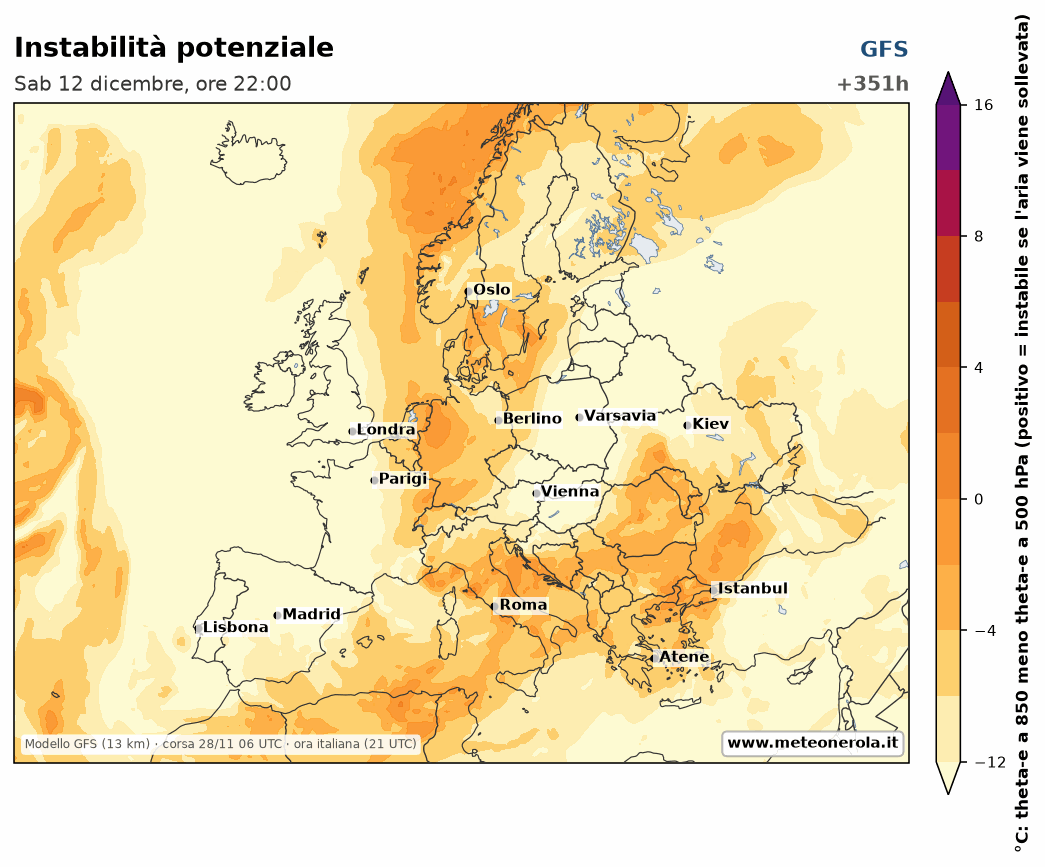 Instabilità potenziale
GFS
Sab 12 dicembre, ore 22:00
+351h
Oslo
Berlino
Varsavia
Kiev
Londra
Parigi
Vienna
Istanbul
Roma
Madrid
Lisbona
Atene
Modello GFS (13 km) · corsa 28/11 06 UTC · ora italiana (21 UTC)
www.meteonerola.it
16
8
4
0
−4
−12
°C: theta-e a 850 meno theta-e a 500 hPa (positivo = instabile se l'aria viene sollevata)